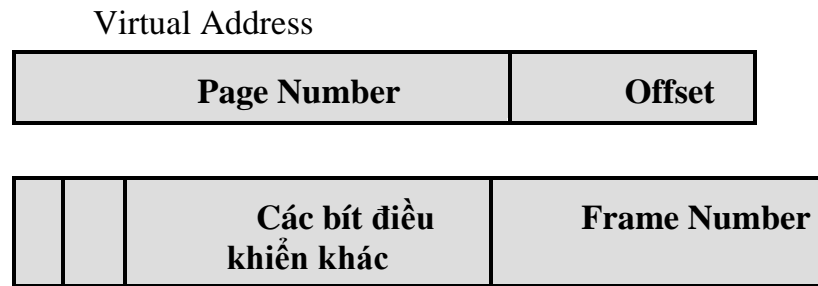 Virtual Address
Page Number Offset
Các bít điều Frame Number
khiển khác